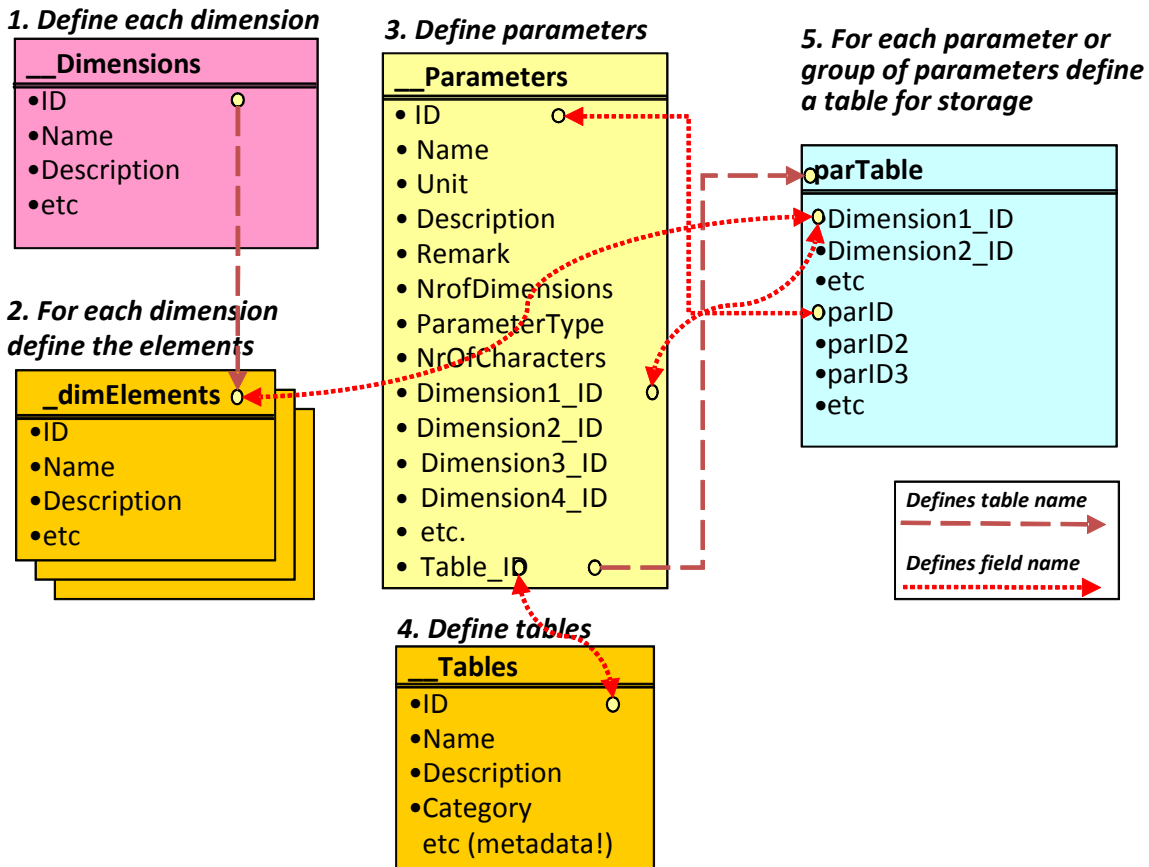 1. Define each dimension
__Dimensions
•ID
•Name
•Description
•etc
2. For each dimension
define the elements
_dimElements
•ID
•Name
•Description
•etc
3. Define parameters
__Parameters
• ID
• Name
• Unit
• Description
• Remark
• NrofDimensions
• ParameterType
• NrOfCharacters
• Dimension1_ID
• Dimension2_ID
• Dimension3_ID
• Dimension4_ID
• etc.
• Table_ID
4. Define tables
__Tables
•ID
•Name
•Description
•Category
etc (metadata!)
5. For each parameter or
group of parameters define
a table for storage
parTable
•Dimension1_ID
•Dimension2_ID
•etc
•parID
•parID2
•parID3
•etc
Defines table name
Defines field name